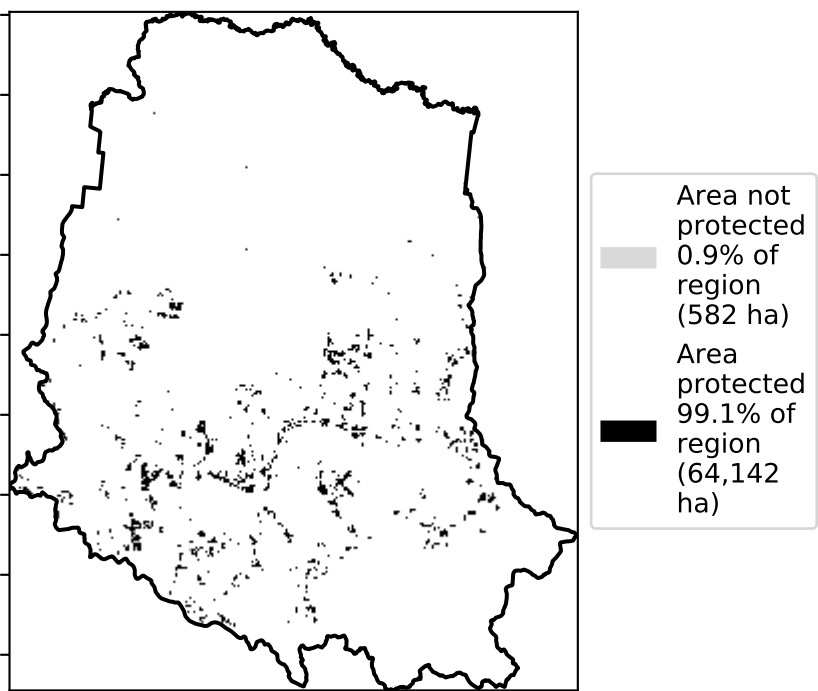 Area not
protected
0.9% of
region
(582 ha)
Area
protected
99.1% of
region
(64,142
ha)